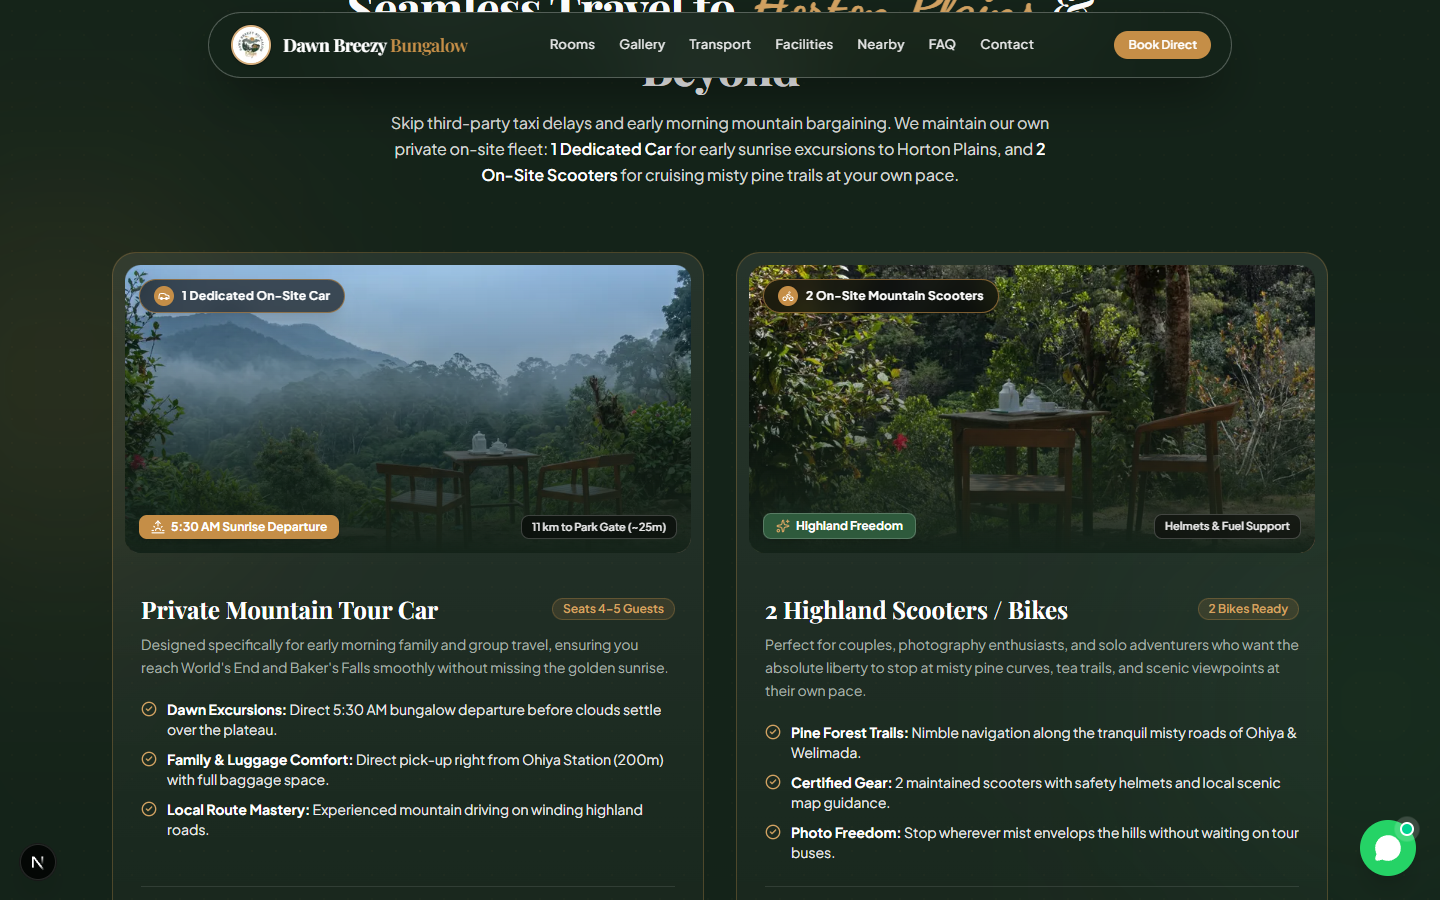 Seamless Travel to Horton Plains &
Dawn Breezy Bungalow
Rooms
Gallery
Transport
Facilities
Nearby
FAQ
Contact
Book Direct
Beyond
Skip third-party taxi delays and early morning mountain bargaining. We maintain our own
private on-site fleet: 1 Dedicated Car for early sunrise excursions to Horton Plains, and 2
On-Site Scooters for cruising misty pine trails at your own pace.
1 Dedicated On-Site Car
5:30 AM Sunrise Departure
11 km to Park Gate (~25m)
Private Mountain Tour Car
Seats 4–5 Guests
Designed specifically for early morning family and group travel, ensuring you
reach World's End and Baker's Falls smoothly without missing the golden sunrise.
Dawn Excursions: Direct 5:30 AM bungalow departure before clouds settle
over the plateau.
Family & Luggage Comfort: Direct pick-up right from Ohiya Station (200m)
with full baggage space.
Local Route Mastery: Experienced mountain driving on winding highland
roads.
2 On-Site Mountain Scooters
Highland Freedom
Helmets & Fuel Support
2 Highland Scooters / Bikes
2 Bikes Ready
Perfect for couples, photography enthusiasts, and solo adventurers who want the
absolute liberty to stop at misty pine curves, tea trails, and scenic viewpoints at
their own pace.
Pine Forest Trails: Nimble navigation along the tranquil misty roads of Ohiya &
Welimada.
Certified Gear: 2 maintained scooters with safety helmets and local scenic
map guidance.
Photo Freedom: Stop wherever mist envelops the hills without waiting on tour
buses.
N